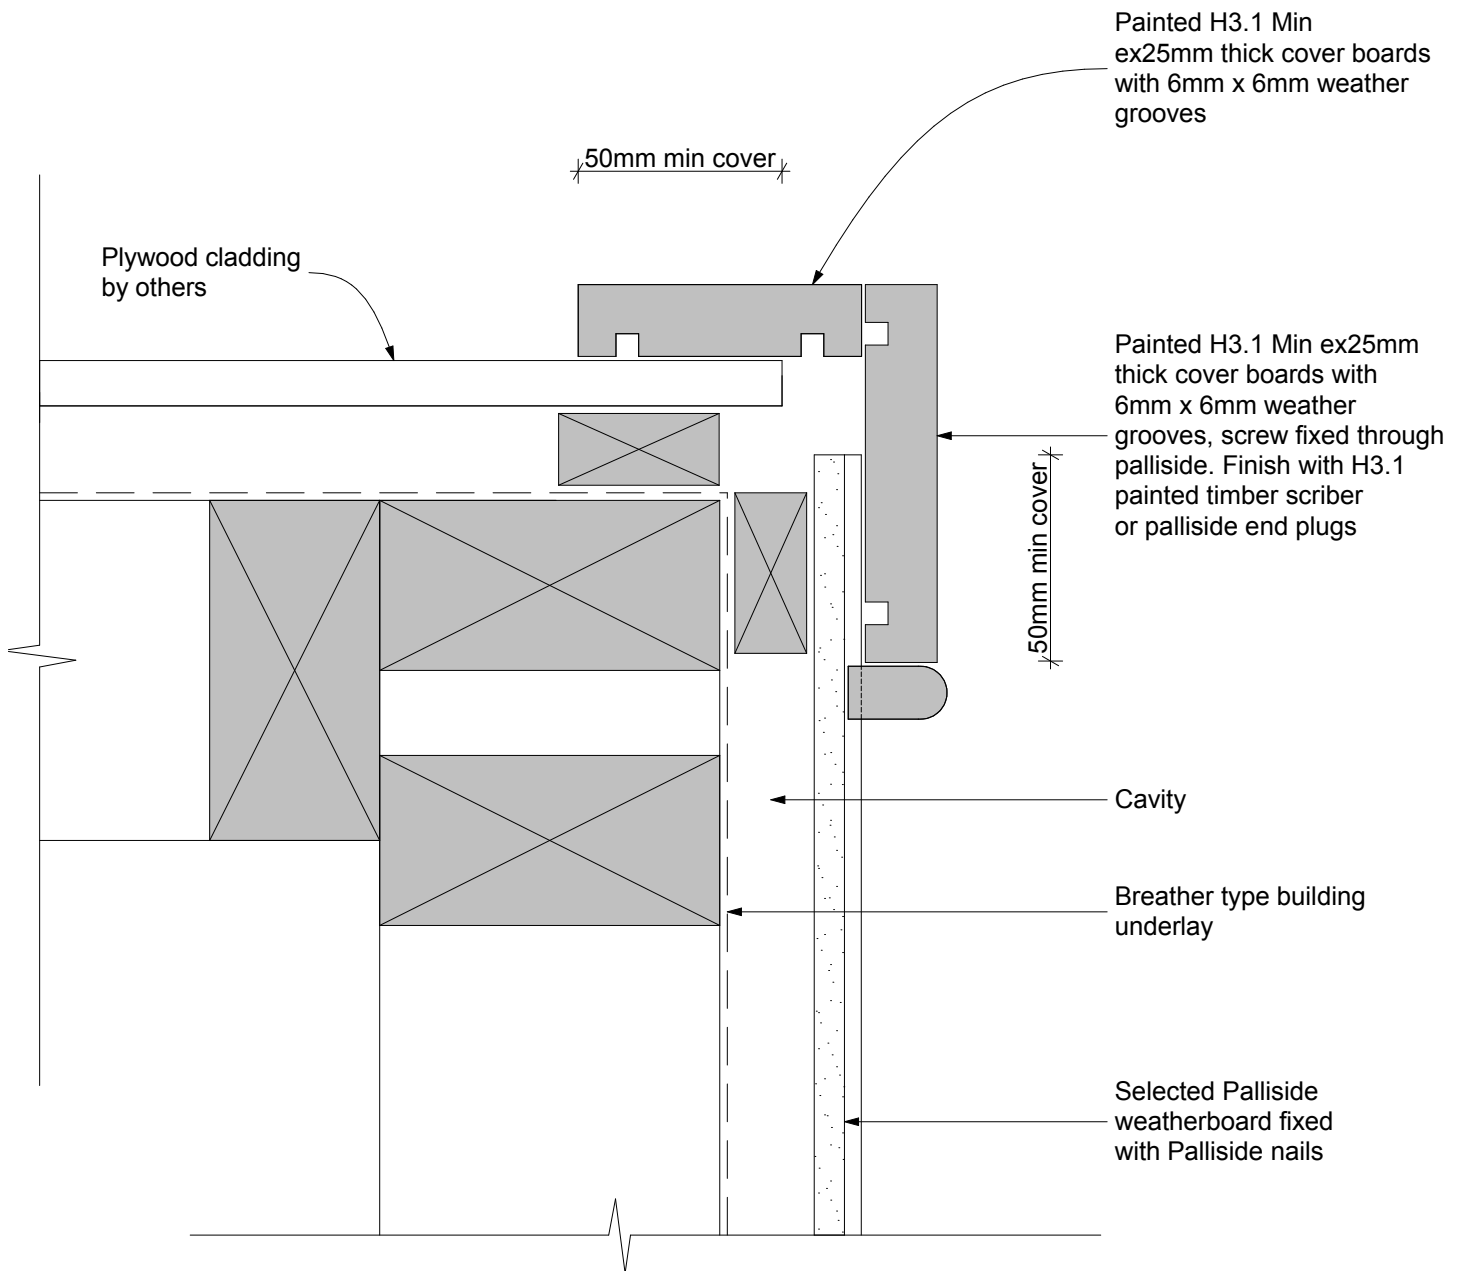 Painted H3.1 Min
ex25mm thick cover boards
with 6mm x 6mm weather
grooves
50mm min cover
Plywood cladding
by others
Painted H3.1 Min ex25mm
thick cover boards with
6mm x 6mm weather
grooves, screw fixed through
palliside. Finish with H3.1
painted timber scriber
or palliside end plugs
50mm min cover
Cavity
Breather type building
underlay
Selected Palliside
weatherboard fixed
with Palliside nails